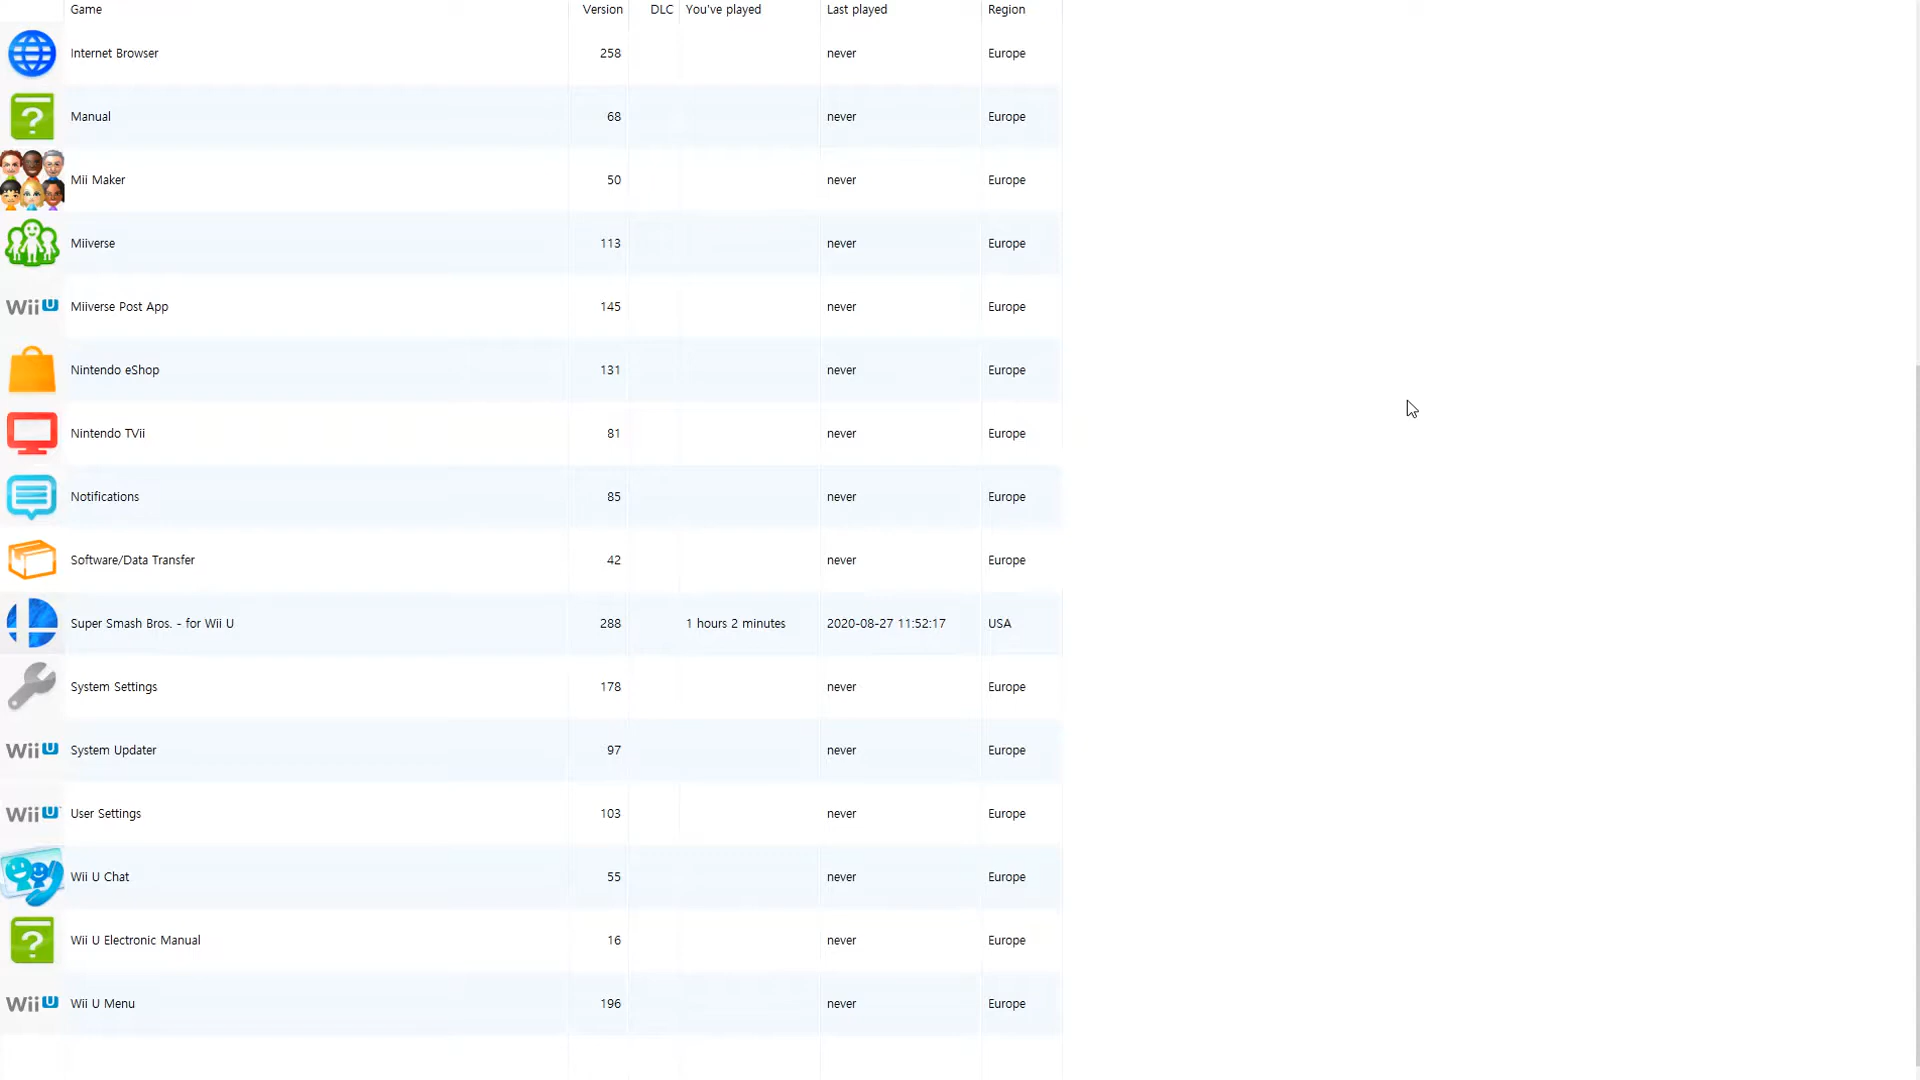 Game Version DLC You've played Last played Region
Internet Browser 258 never Europe
Manual 68 never Europe
Mii Maker 50 never Europe
Miiverse 113 never Europe
Wii U Miiverse Post App 145 never Europe
Nintendo eShop 131 never Europe
Nintendo TVii 81 never Europe
Notifications 85 never Europe
Software/Data Transfer 42 never Europe
Super Smash Bros. - for Wii U 288 1 hours 2 minutes 2020-08-27 11:52:17 USA
System Settings 178 never Europe
Wii U System Updater 97 never Europe
Wii U User Settings 103 never Europe
Wii U Chat 55 never Europe
Wii U Electronic Manual 16 never Europe
Wii U Wii U Menu 196 never Europe